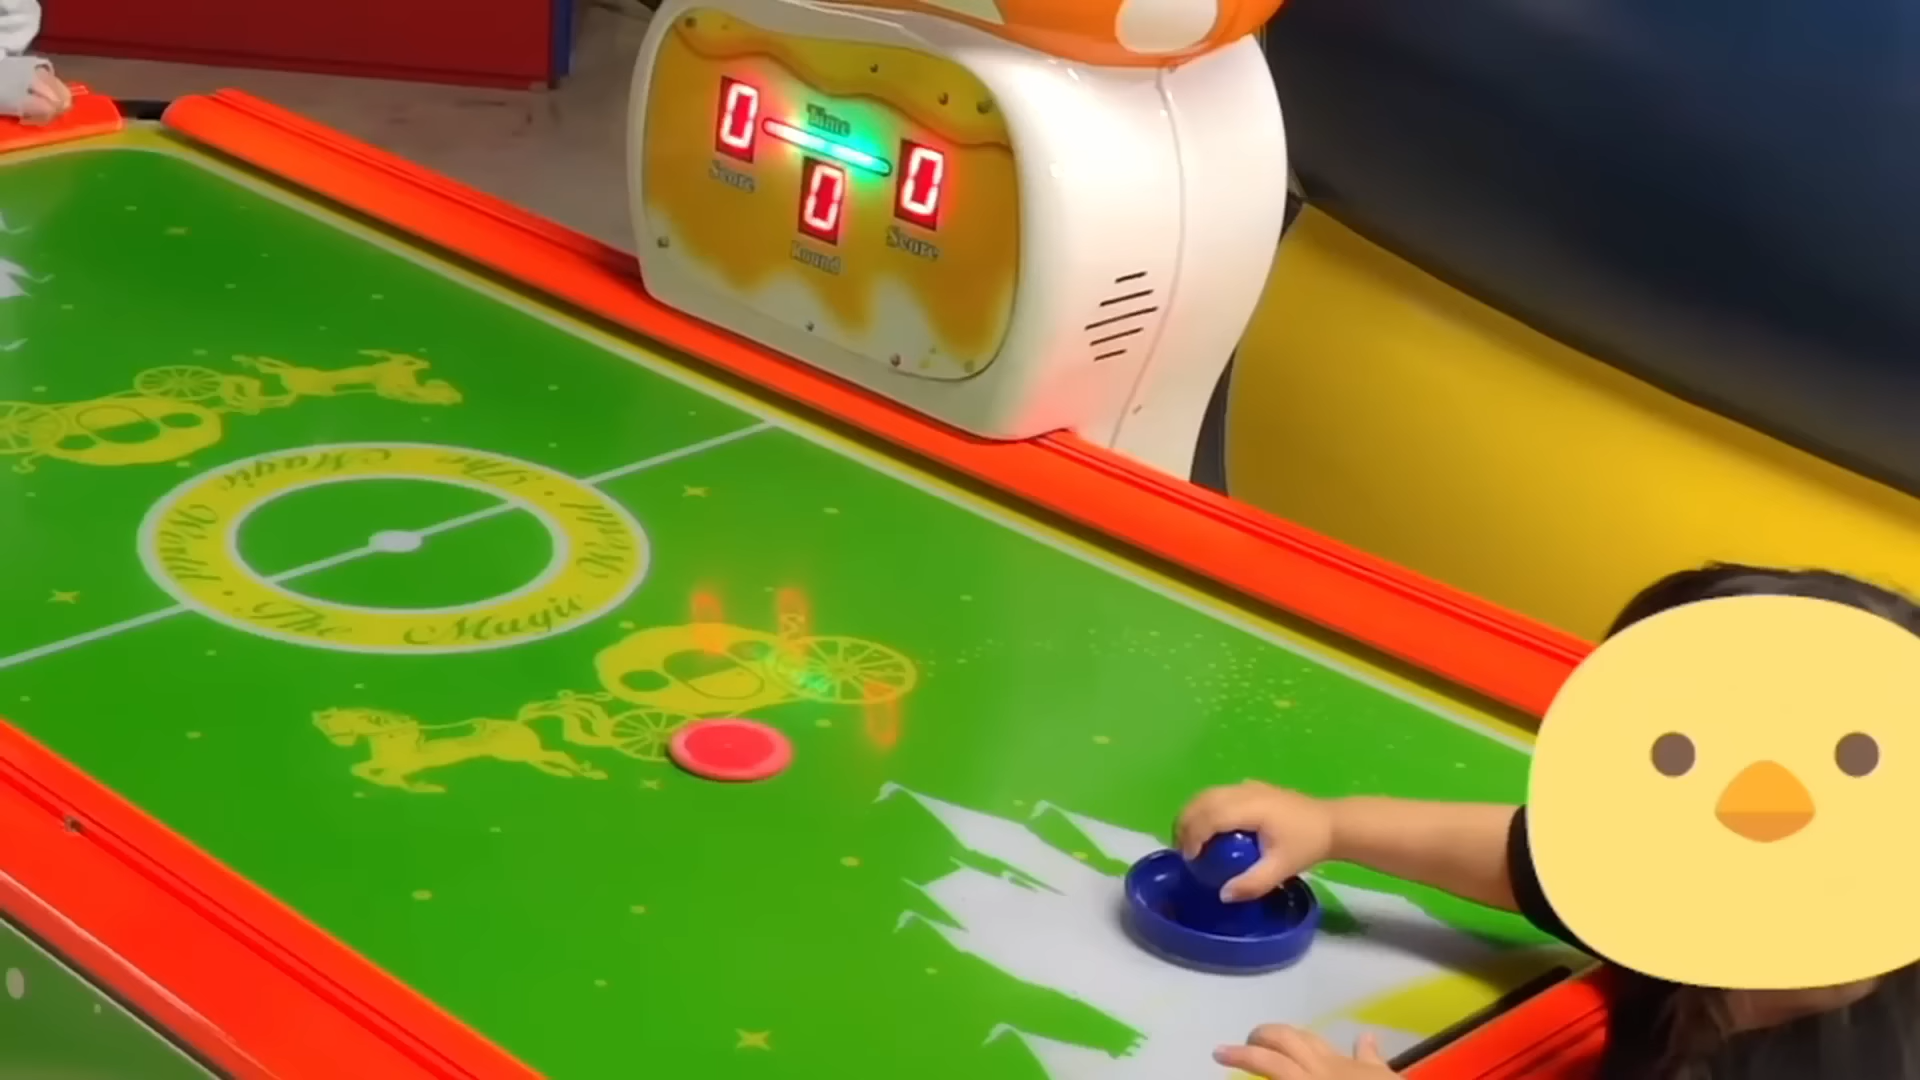 0
Time
0
Score
0
Score
Round
The Magic World · The Magic World ·